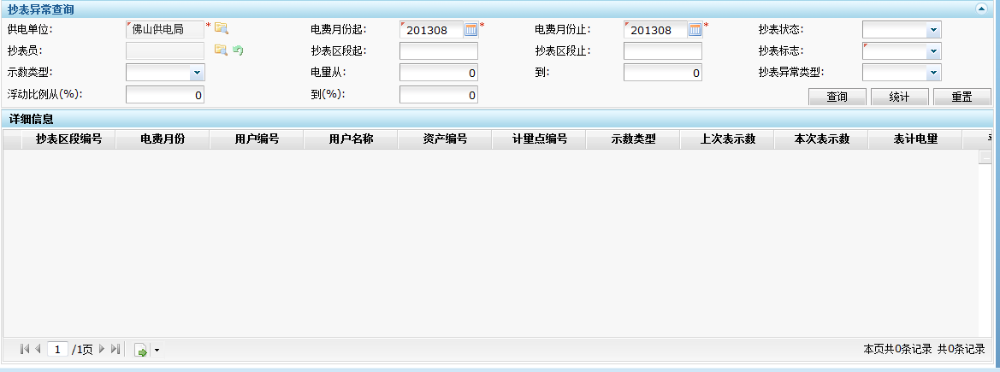 抄表异常查询
供电单位: 佛山供电局 * 电费月份起: 201308 * 电费月份止: 201308 * 抄表状态:
抄表员: 抄表区段起: 抄表区段止: 抄表标志:
示数类型: 电量从: 0 到: 0 抄表异常类型:
浮动比例从(%): 0 到(%): 0 查询 统计 重置
详细信息
抄表区段编号 电费月份 用户编号 用户名称 资产编号 计量点编号 示数类型 上次表示数 本次表示数 表计电量
1 /1页 本页共0条记录 共0条记录